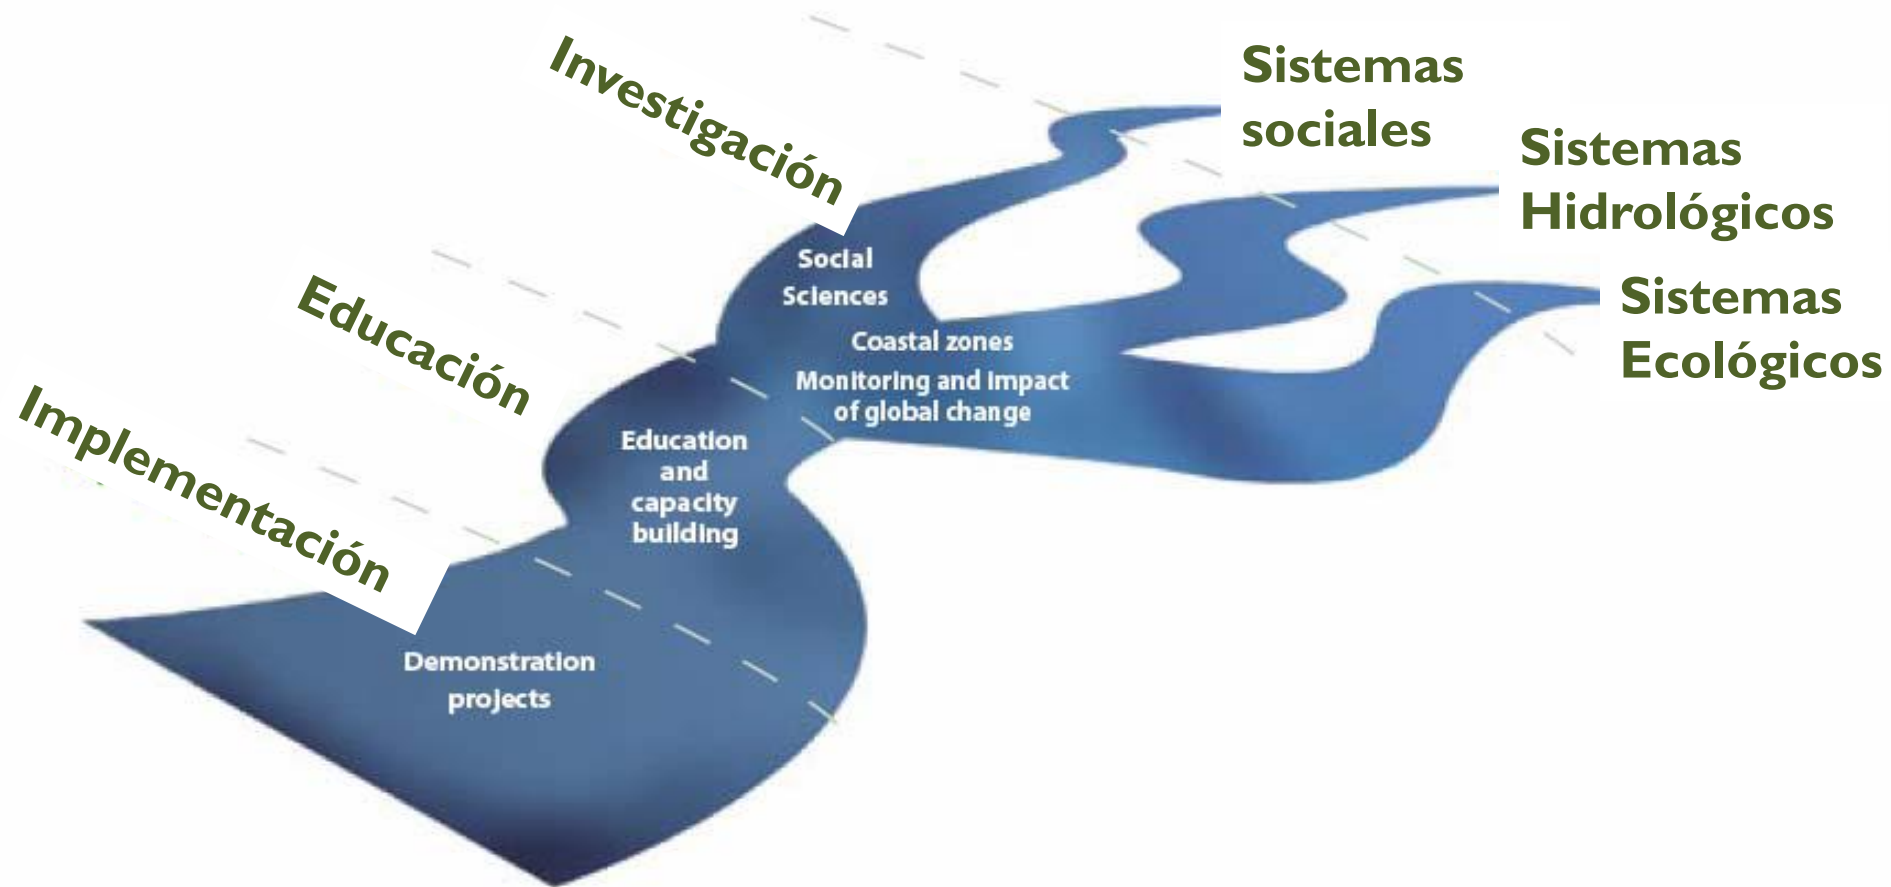 Investigación
Sistemas
sociales
Sistemas
Hidrológicos
Sistemas
Ecológicos
Educación
Implementación
Social
Sciences
Coastal zones
Monitoring and impact
of global change
Education
and
capacity
building
Demonstration
projects